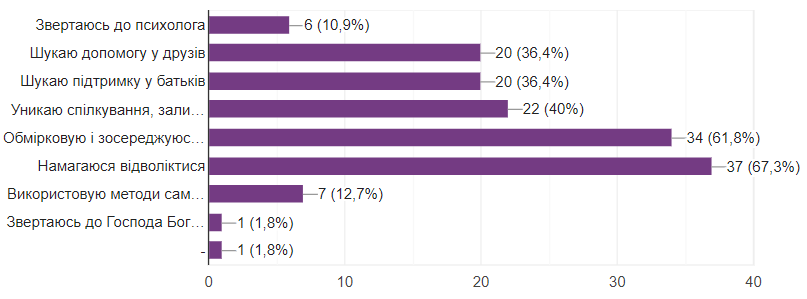 Звертаюсь до психолога 6 (10,9%)
Шукаю допомогу у друзів 20 (36,4%)
Шукаю підтримку у батьків 20 (36,4%)
Уникаю спілкування, зали… 22 (40%)
Обмірковую і зосереджуюс… 34 (61,8%)
Намагаюся відволіктися 37 (67,3%)
Використовую методи сам… 7 (12,7%)
Звертаюсь до Господа Бог… 1 (1,8%)
- 1 (1,8%)
0 10 20 30 40